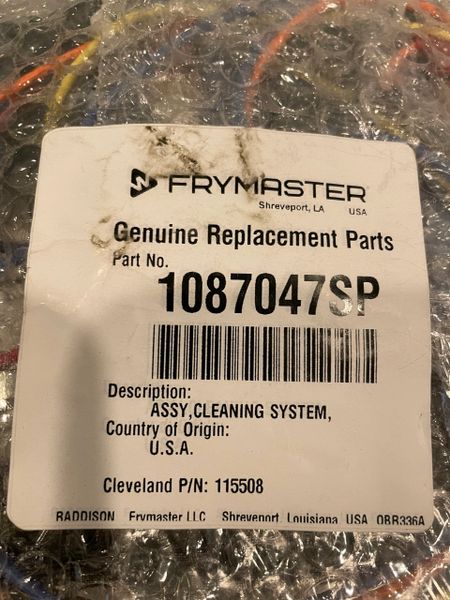 FRYMASTER
Shreveport, LA USA
Genuine Replacement Parts
Part No.
1087047SP
Description:
ASSY,CLEANING SYSTEM,
Country of Origin:
U.S.A.
Cleveland P/N: 115508
RADDISON Frymaster LLC Shreveport, Louisiana USA OBR336A